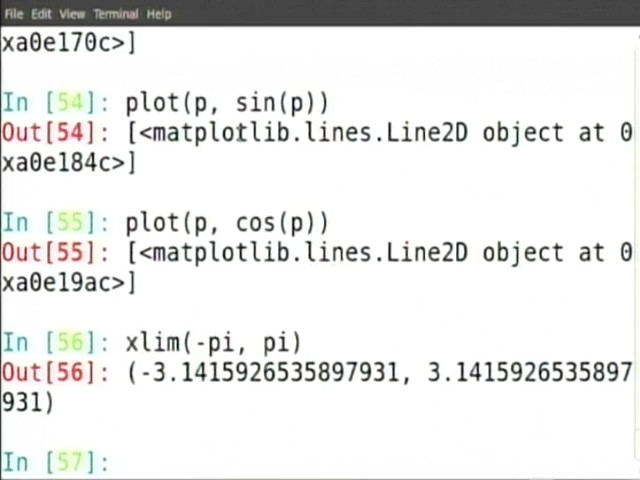 File Edit View Terminal Help
xa0e170c>]
In [54]: plot(p, sin(p))
Out[54]: [<matplotlib.lines.Line2D object at 0
xa0e184c>]
In [55]: plot(p, cos(p))
Out[55]: [<matplotlib.lines.Line2D object at 0
xa0e19ac>]
In [56]: xlim(-pi, pi)
Out[56]: (-3.1415926535897931, 3.1415926535897
931)
In [57]: